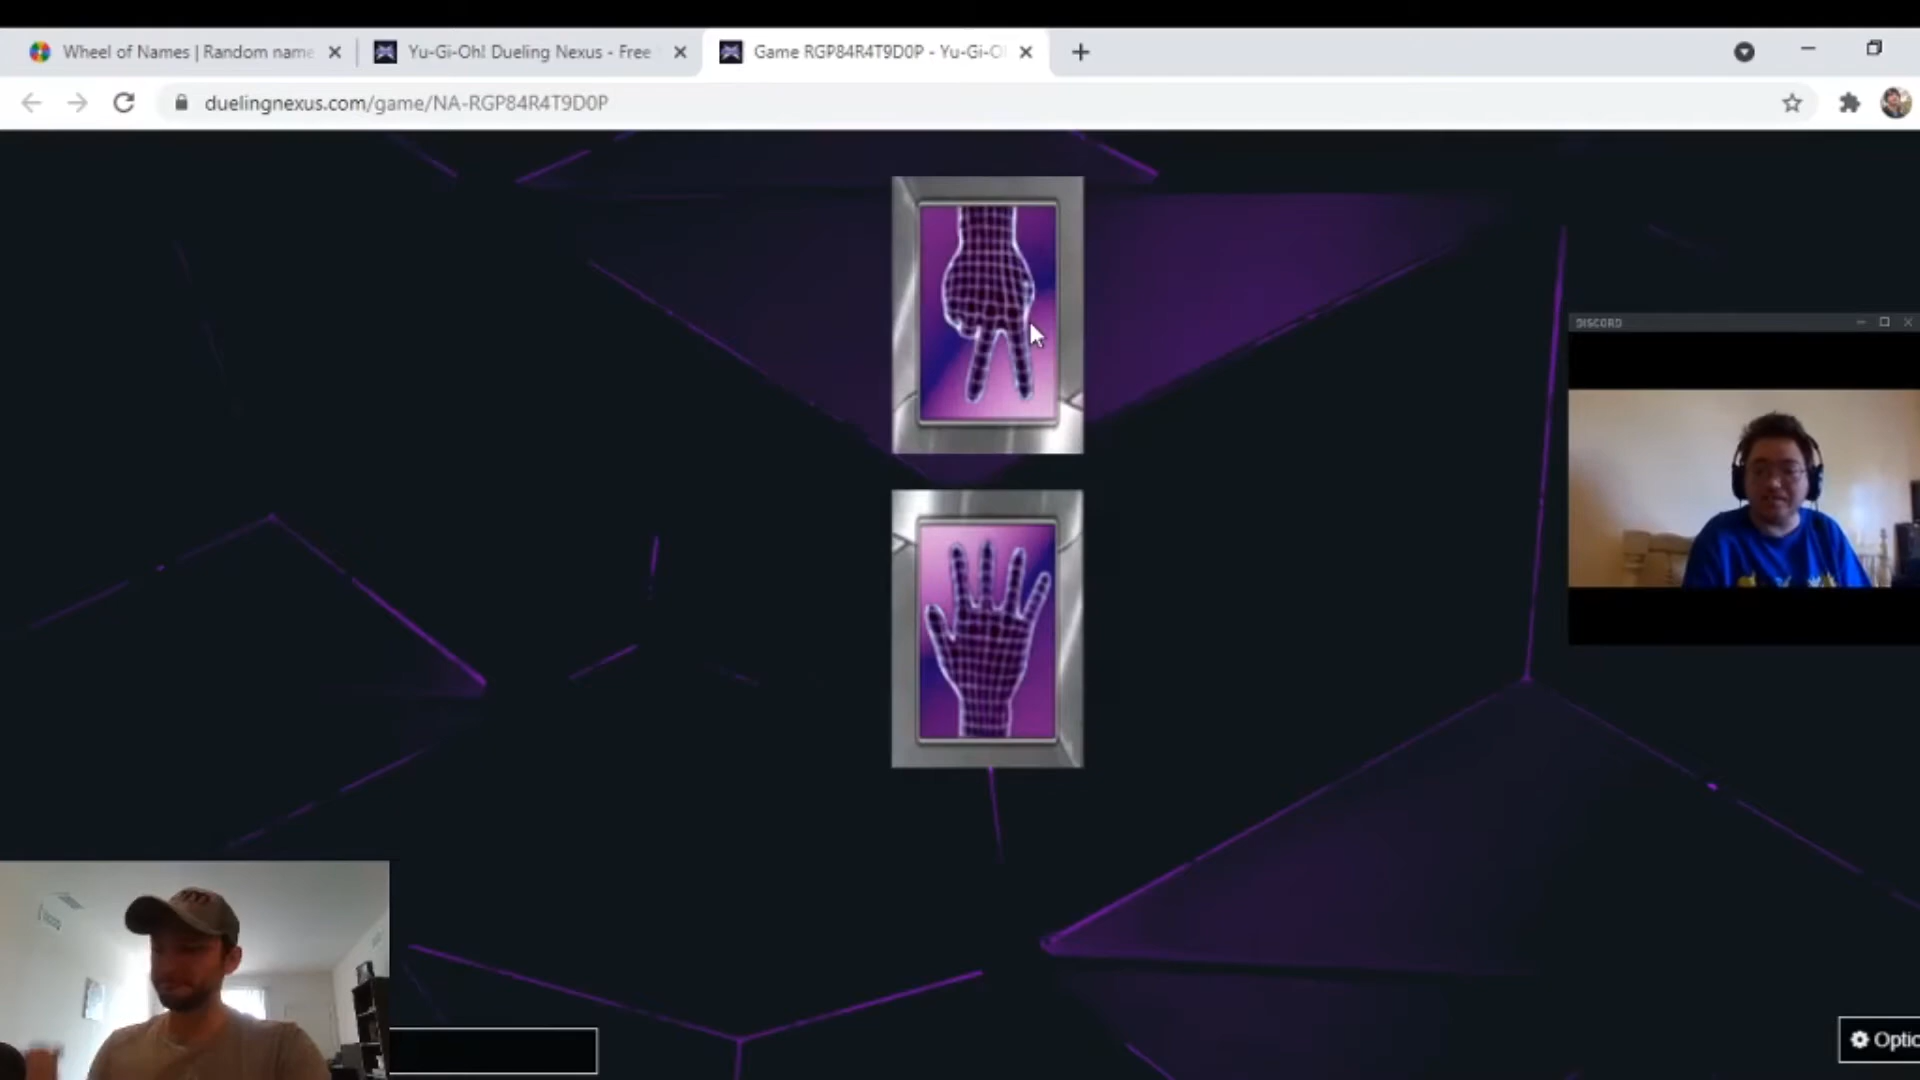 Wheel of Names | Random name
Yu-Gi-Oh! Dueling Nexus - Free
Game RGP84R4T9D0P - Yu-Gi-O
duelingnexus.com/game/NA-RGP84R4T9D0P
DISCORD
Optio